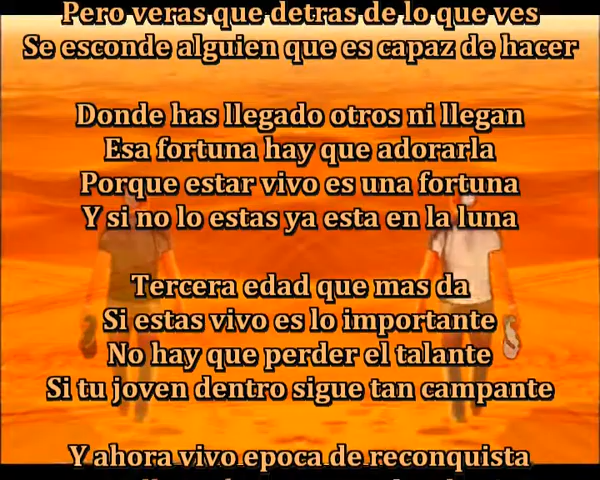 Pero veras que detras de lo que ves
Se esconde alguien que es capaz de hacer
Donde has llegado otros ni llegan
Esa fortuna hay que adorarla
Porque estar vivo es una fortuna
Y si no lo estas ya esta en la luna
Tercera edad que mas da
Si estas vivo es lo importante
No hay que perder el talante
Si tu joven dentro sigue tan campante
Y ahora vivo epoca de reconquista